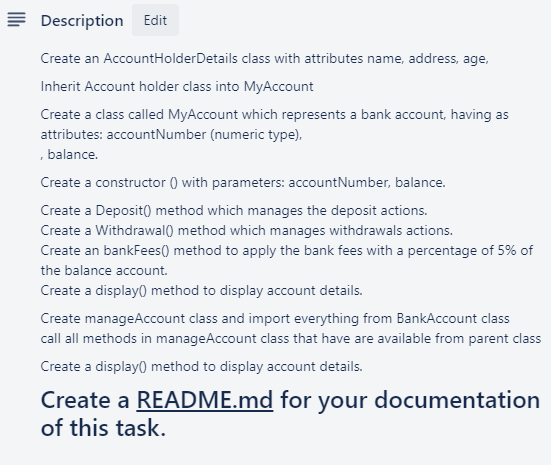 Description Edit
Create an AccountHolderDetails class with attributes name, address, age,
Inherit Account holder class into MyAccount
Create a class called MyAccount which represents a bank account, having as
attributes: accountNumber (numeric type),
, balance.
Create a constructor () with parameters: accountNumber, balance.
Create a Deposit() method which manages the deposit actions.
Create a Withdrawal() method which manages withdrawals actions.
Create an bankFees() method to apply the bank fees with a percentage of 5% of
the balance account.
Create a display() method to display account details.
Create manageAccount class and import everything from BankAccount class
call all methods in manageAccount class that have are available from parent class
Create a display() method to display account details.
Create a README.md for your documentation
of this task.